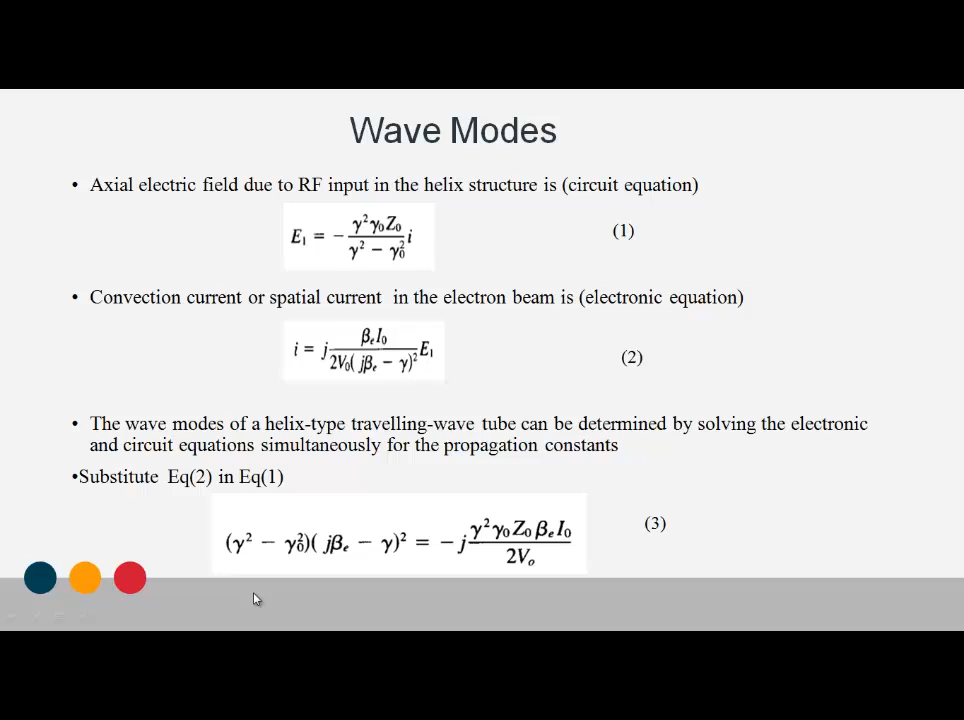 Wave Modes
• Axial electric field due to RF input in the helix structure is (circuit equation)
E₁ = − γ²γ₀Z₀ / γ² − γ₀² i (1)
• Convection current or spatial current in the electron beam is (electronic equation)
i = j βₑI₀ / 2V₀(jβₑ − γ)² E₁ (2)
• The wave modes of a helix-type travelling-wave tube can be determined by solving the electronic
and circuit equations simultaneously for the propagation constants
•Substitute Eq(2) in Eq(1)
(γ² − γ₀²)(jβₑ − γ)² = −j γ²γ₀Z₀βₑI₀ / 2Vₒ (3)